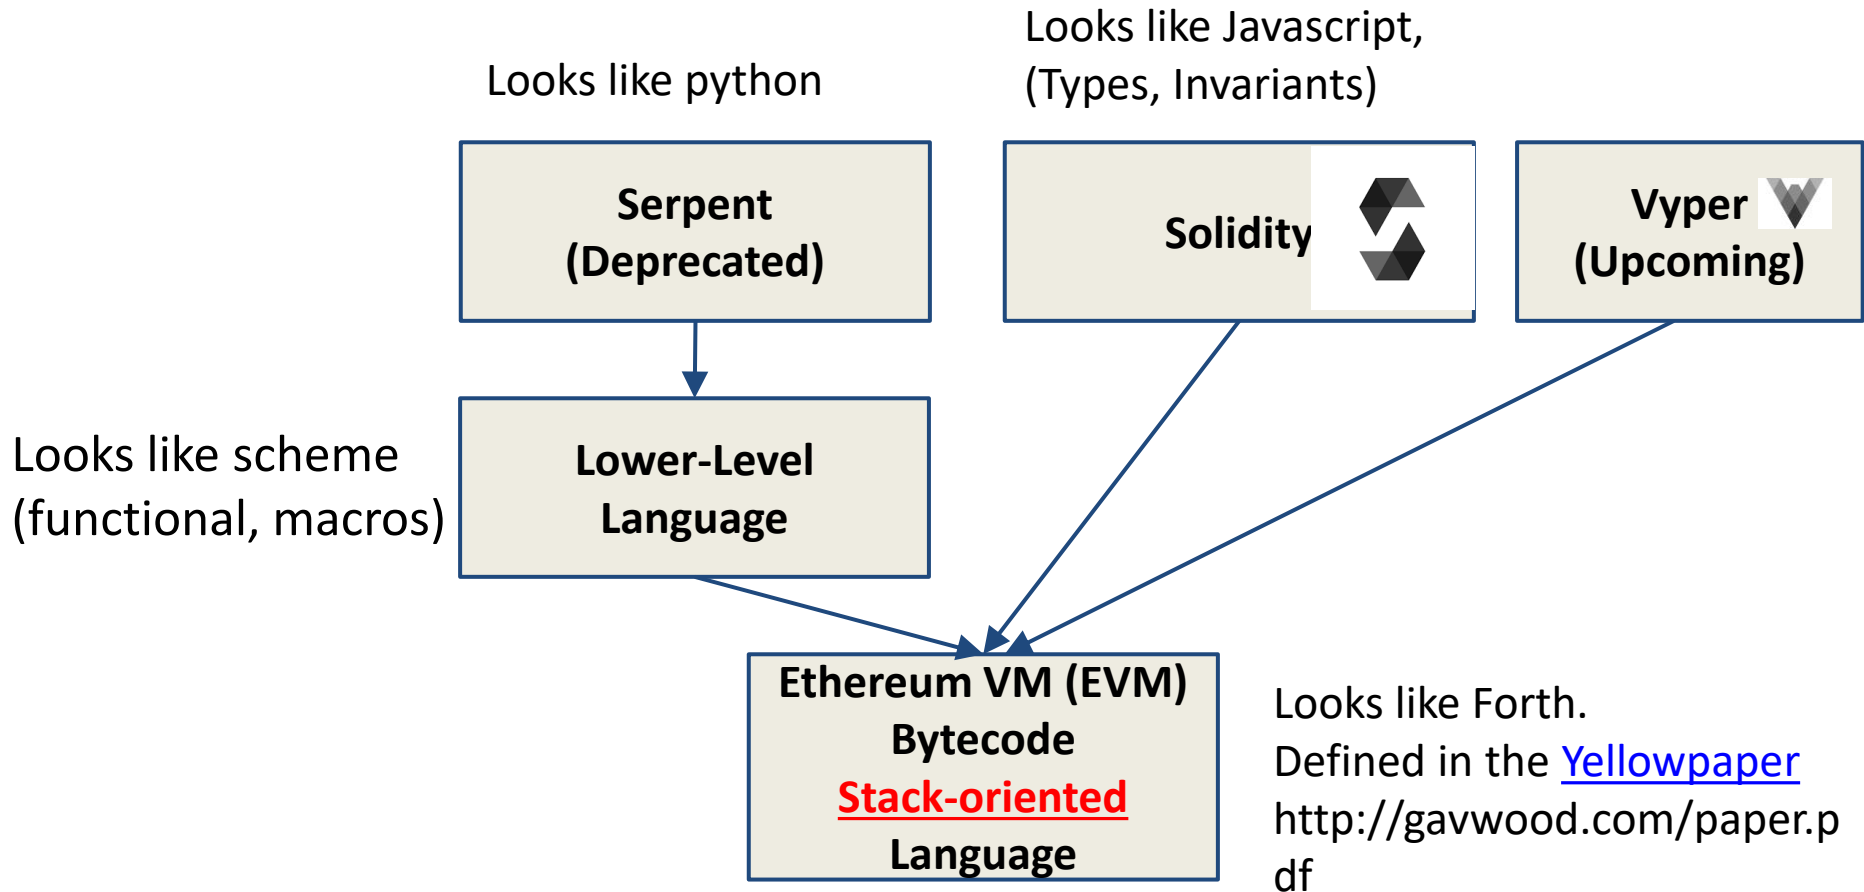 Looks like python
Looks like Javascript,
(Types, Invariants)
Serpent
(Deprecated)
Solidity
Vyper
(Upcoming)
Looks like scheme
(functional, macros)
Lower-Level
Language
Ethereum VM (EVM)
Bytecode
Stack-oriented
Language
Looks like Forth.
Defined in the Yellowpaper
http://gavwood.com/paper.p
df